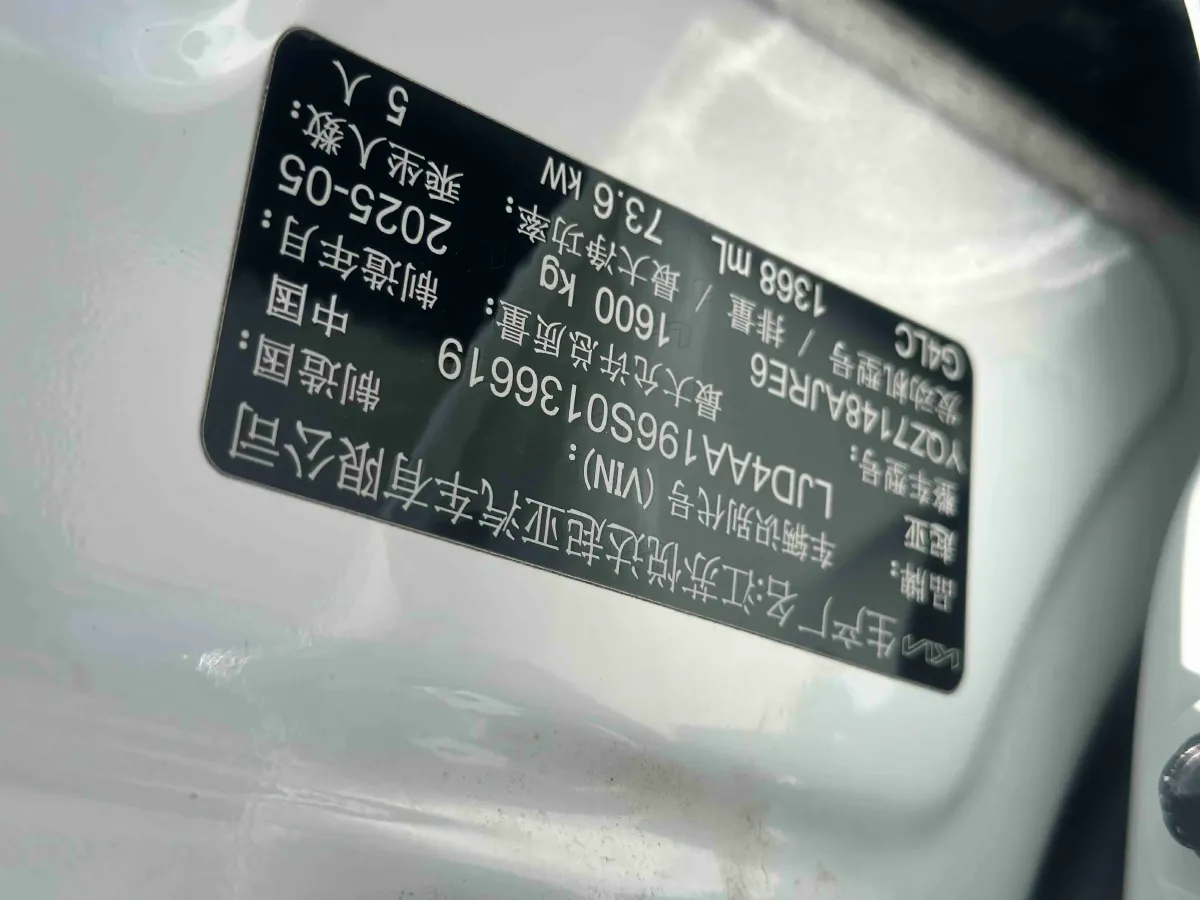 KIA 生产厂名:江苏悦达起亚汽车有限公司
品牌: 车辆识别代号 (VIN): 制造国:
起亚 LJD4AA196S0136619 中国
整车型号: 最大允许总质量: 制造年月:
YQZ7148AJRE6 1600 kg 2025-05
发动机型号 / 排量 / 最大净功率: 乘坐人数:
G4LC 1368 mL 73.6 kW 5 人